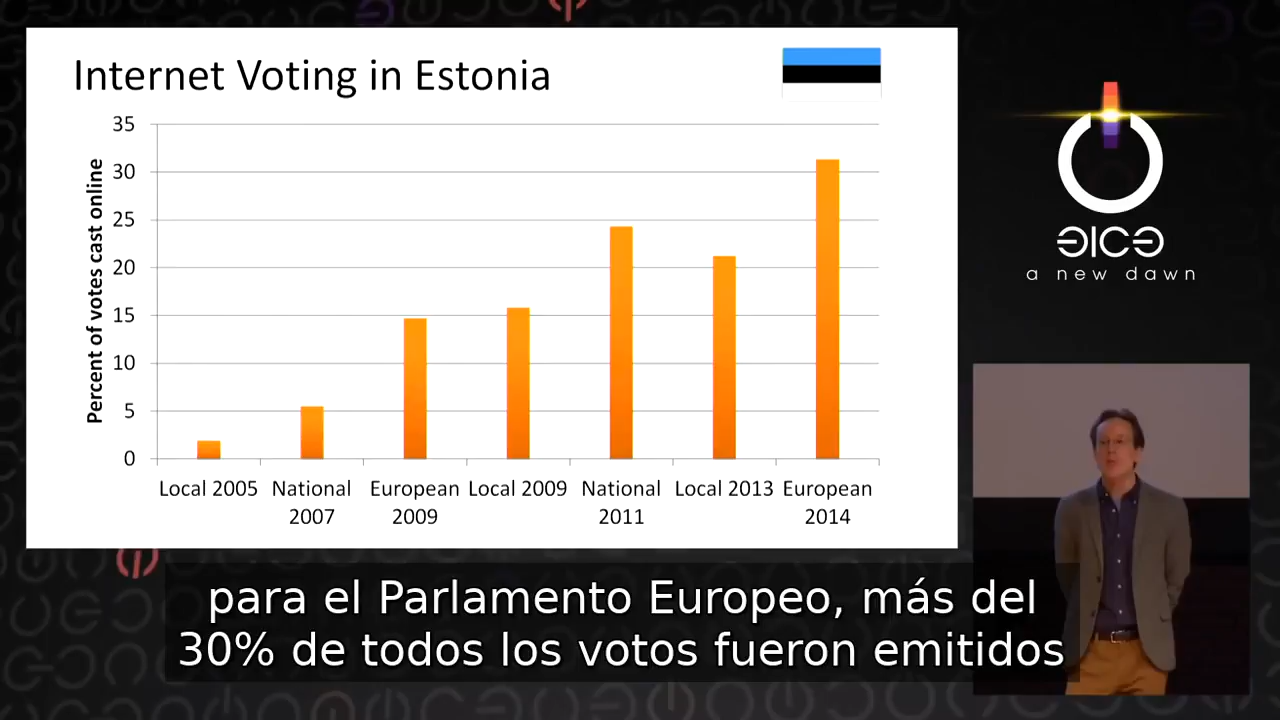 Internet Voting in Estonia
Percent of votes cast online
35
30
25
20
15
10
5
0
Local 2005
National 2007
European 2009
Local 2009
National 2011
Local 2013
European 2014
a new dawn
para el Parlamento Europeo, más del
30% de todos los votos fueron emitidos